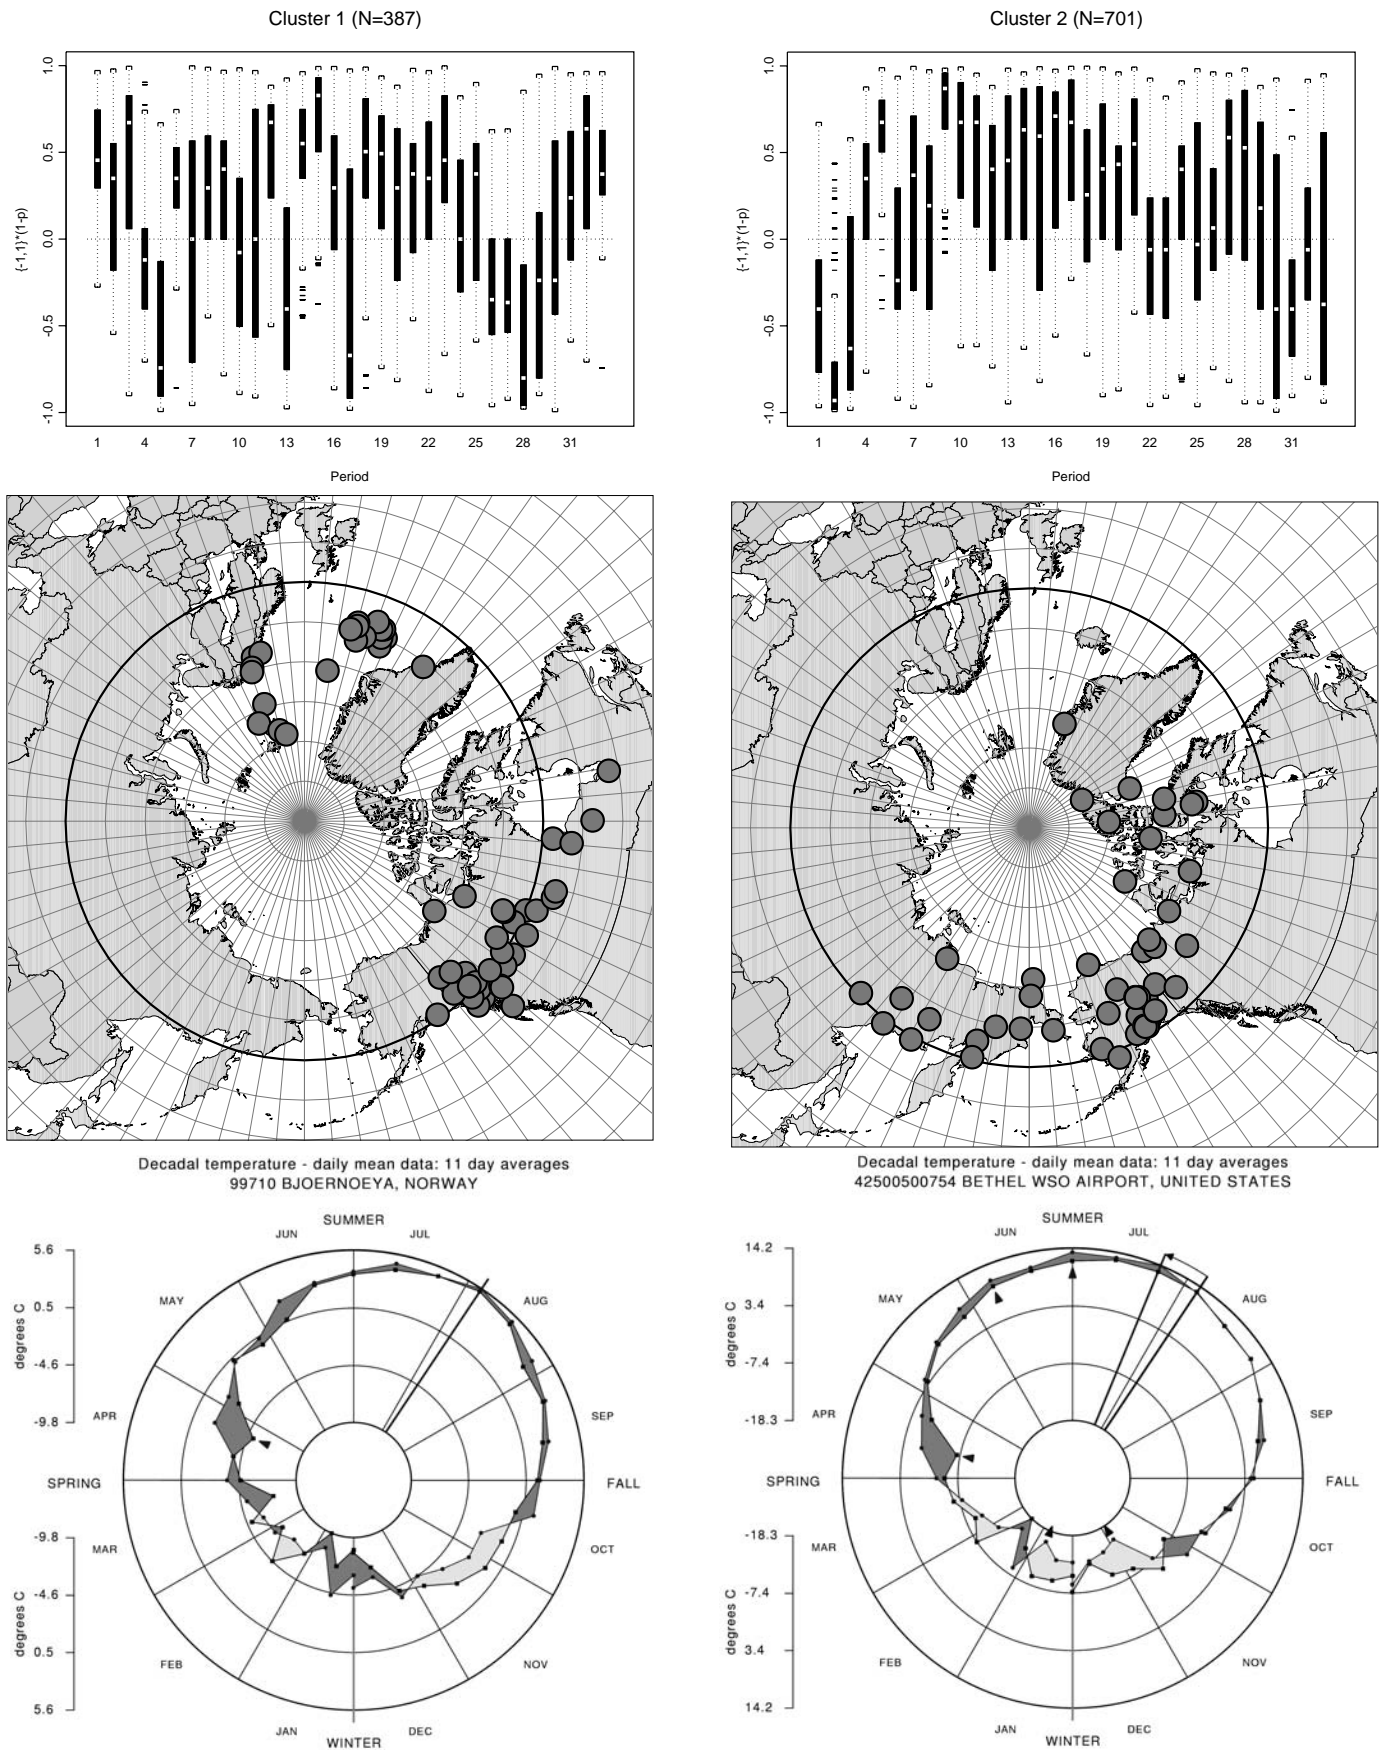 Cluster 1 (N=387)
1.0
0.5
0.0
-0.5
-1.0
{-1,1}*(1-p)
1 4 7 10 13 16 19 22 25 28 31
Period
Cluster 2 (N=701)
1.0
0.5
0.0
-0.5
-1.0
{-1,1}*(1-p)
1 4 7 10 13 16 19 22 25 28 31
Decadal temperature - daily mean data: 11 day averages
99710 BJOERNOEYA, NORWAY
SUMMER
JUN JUL
MAY AUG
APR SEP
SPRING FALL
MAR OCT
FEB NOV
JAN DEC
WINTER
5.6
0.5
-4.6
-9.8
degrees C
-9.8
-4.6
0.5
5.6
degrees C
Decadal temperature - daily mean data: 11 day averages
42500500754 BETHEL WSO AIRPORT, UNITED STATES
SUMMER
JUN JUL
MAY AUG
APR SEP
SPRING FALL
MAR OCT
FEB NOV
JAN DEC
WINTER
14.2
3.4
-7.4
-18.3
degrees C
-18.3
-7.4
3.4
14.2
degrees C